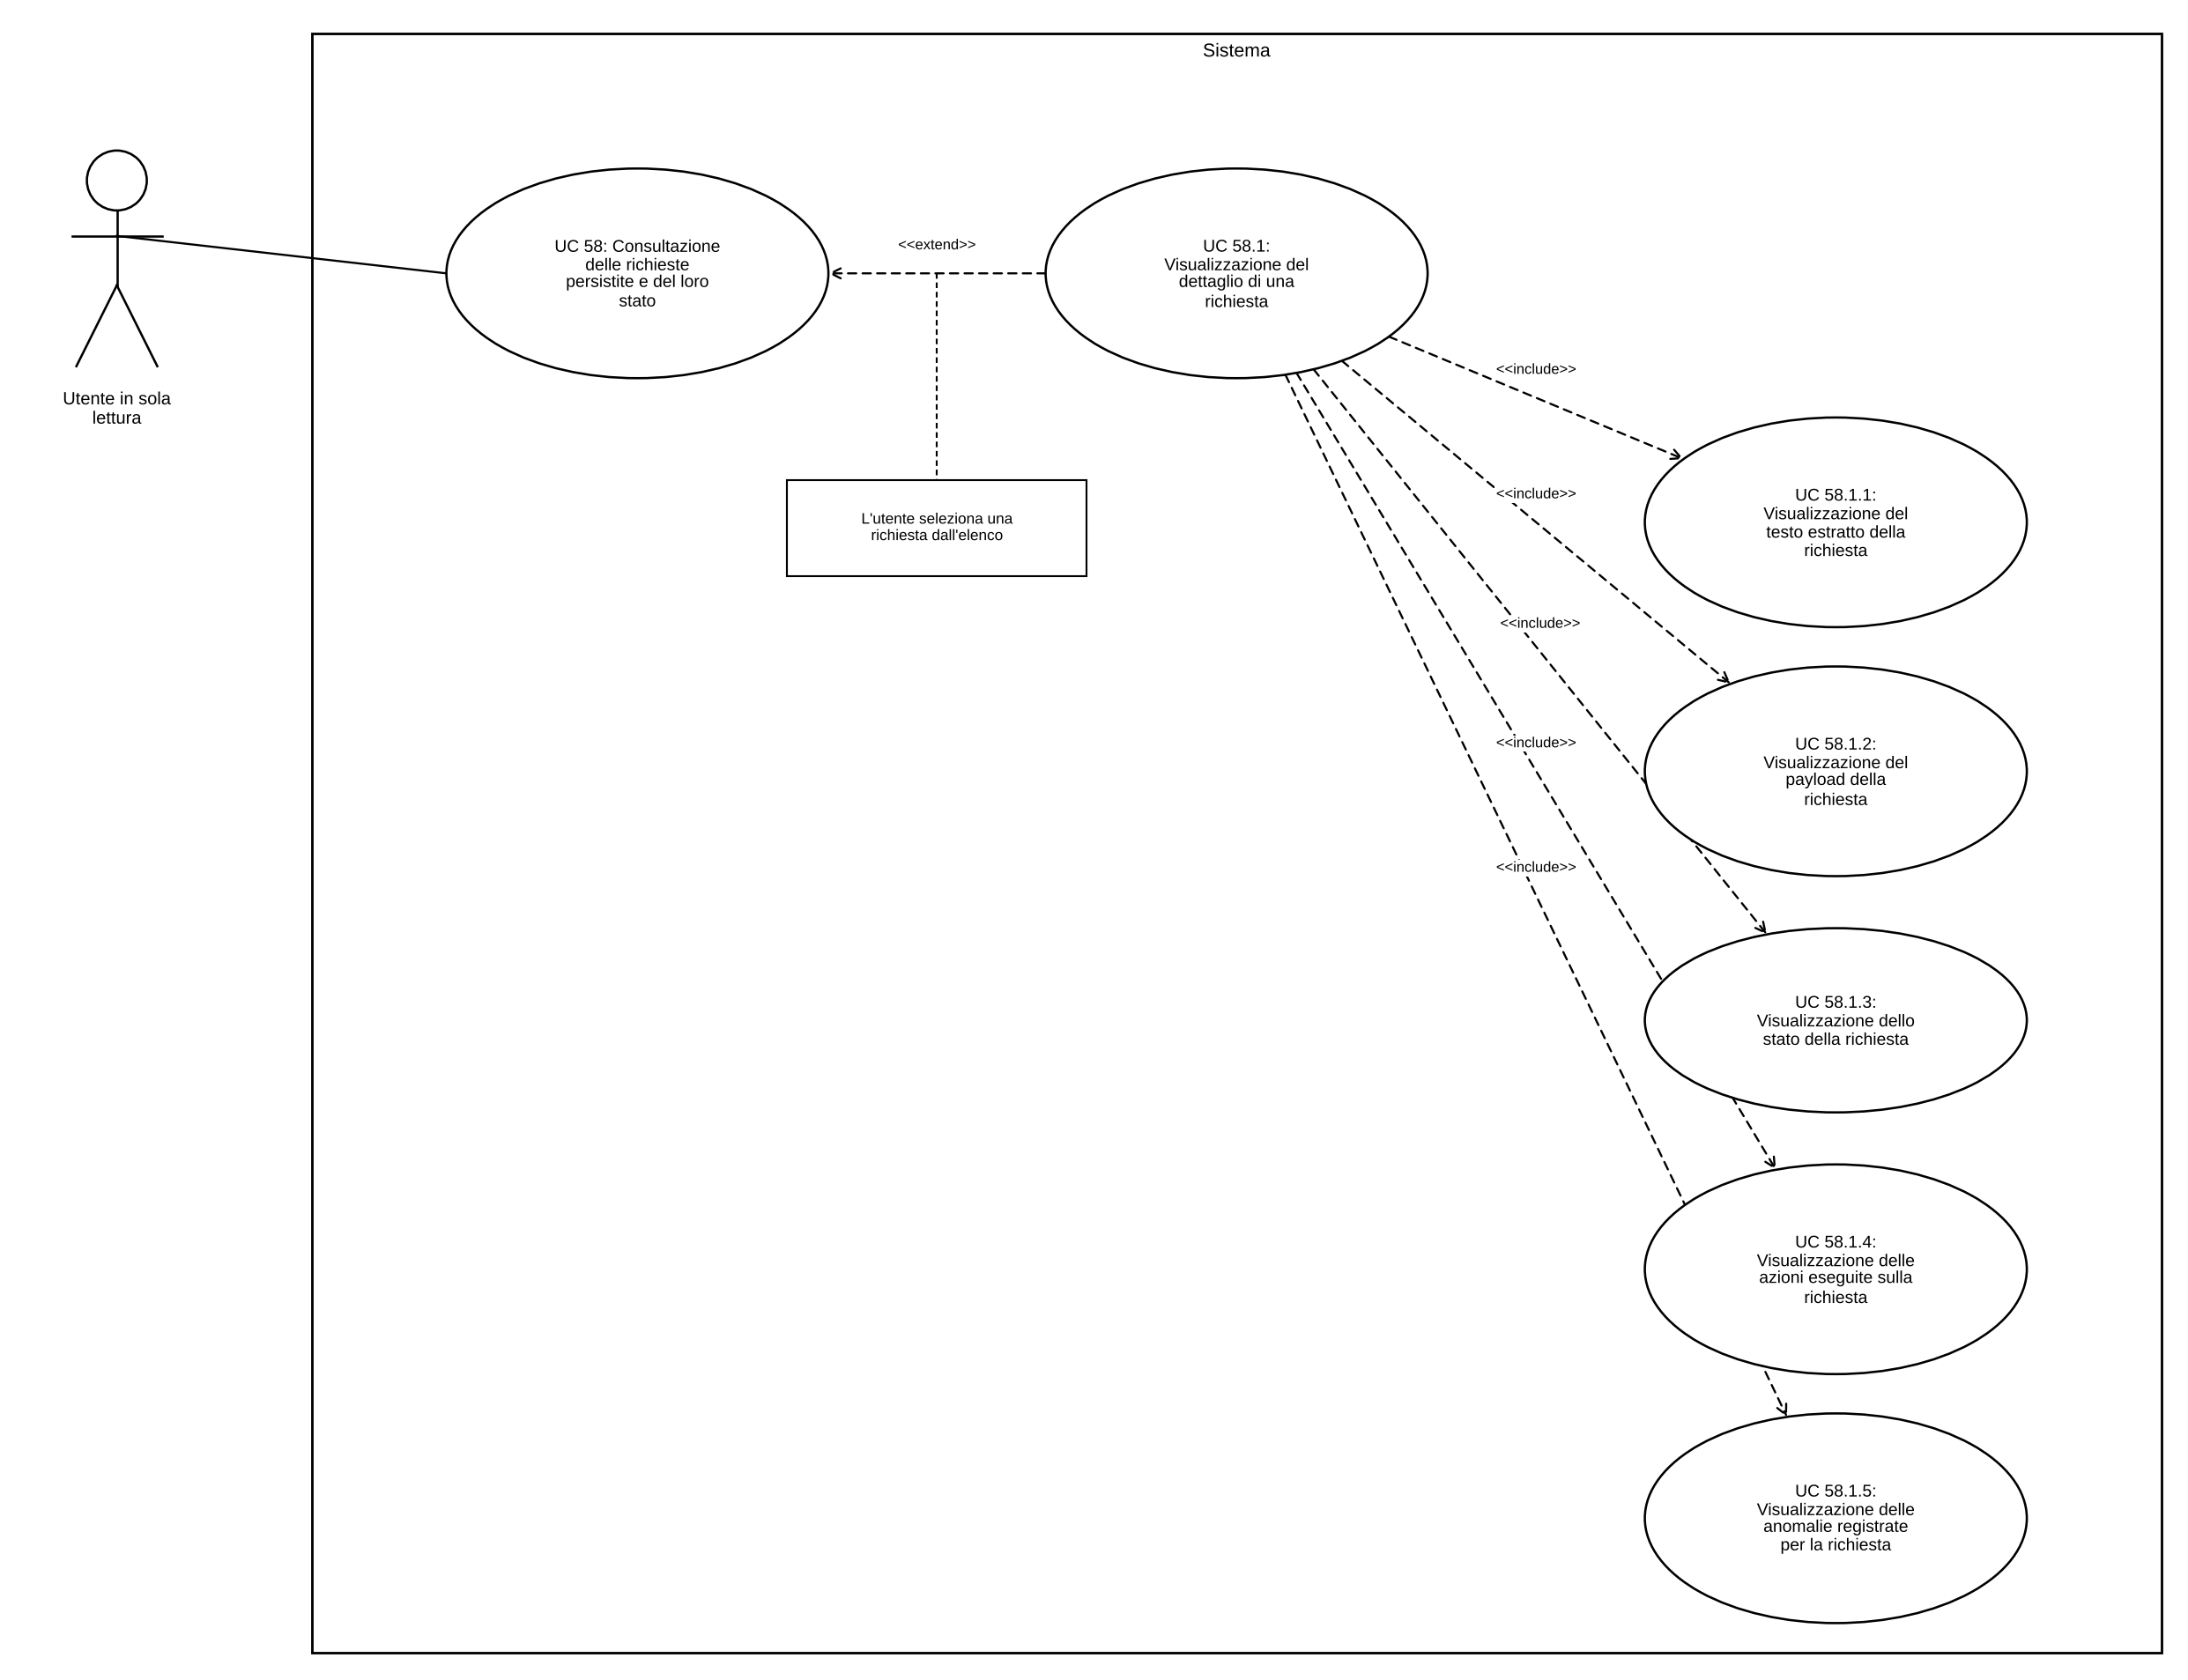 Sistema
Utente in sola
lettura
UC 58: Consultazione
delle richieste
persistite e del loro
stato
<<extend>>
UC 58.1:
Visualizzazione del
dettaglio di una
richiesta
L'utente seleziona una
richiesta dall'elenco
<<include>>
<<include>>
<<include>>
<<include>>
<<include>>
UC 58.1.1:
Visualizzazione del
testo estratto della
richiesta
UC 58.1.2:
Visualizzazione del
payload della
richiesta
UC 58.1.3:
Visualizzazione dello
stato della richiesta
UC 58.1.4:
Visualizzazione delle
azioni eseguite sulla
richiesta
UC 58.1.5:
Visualizzazione delle
anomalie registrate
per la richiesta